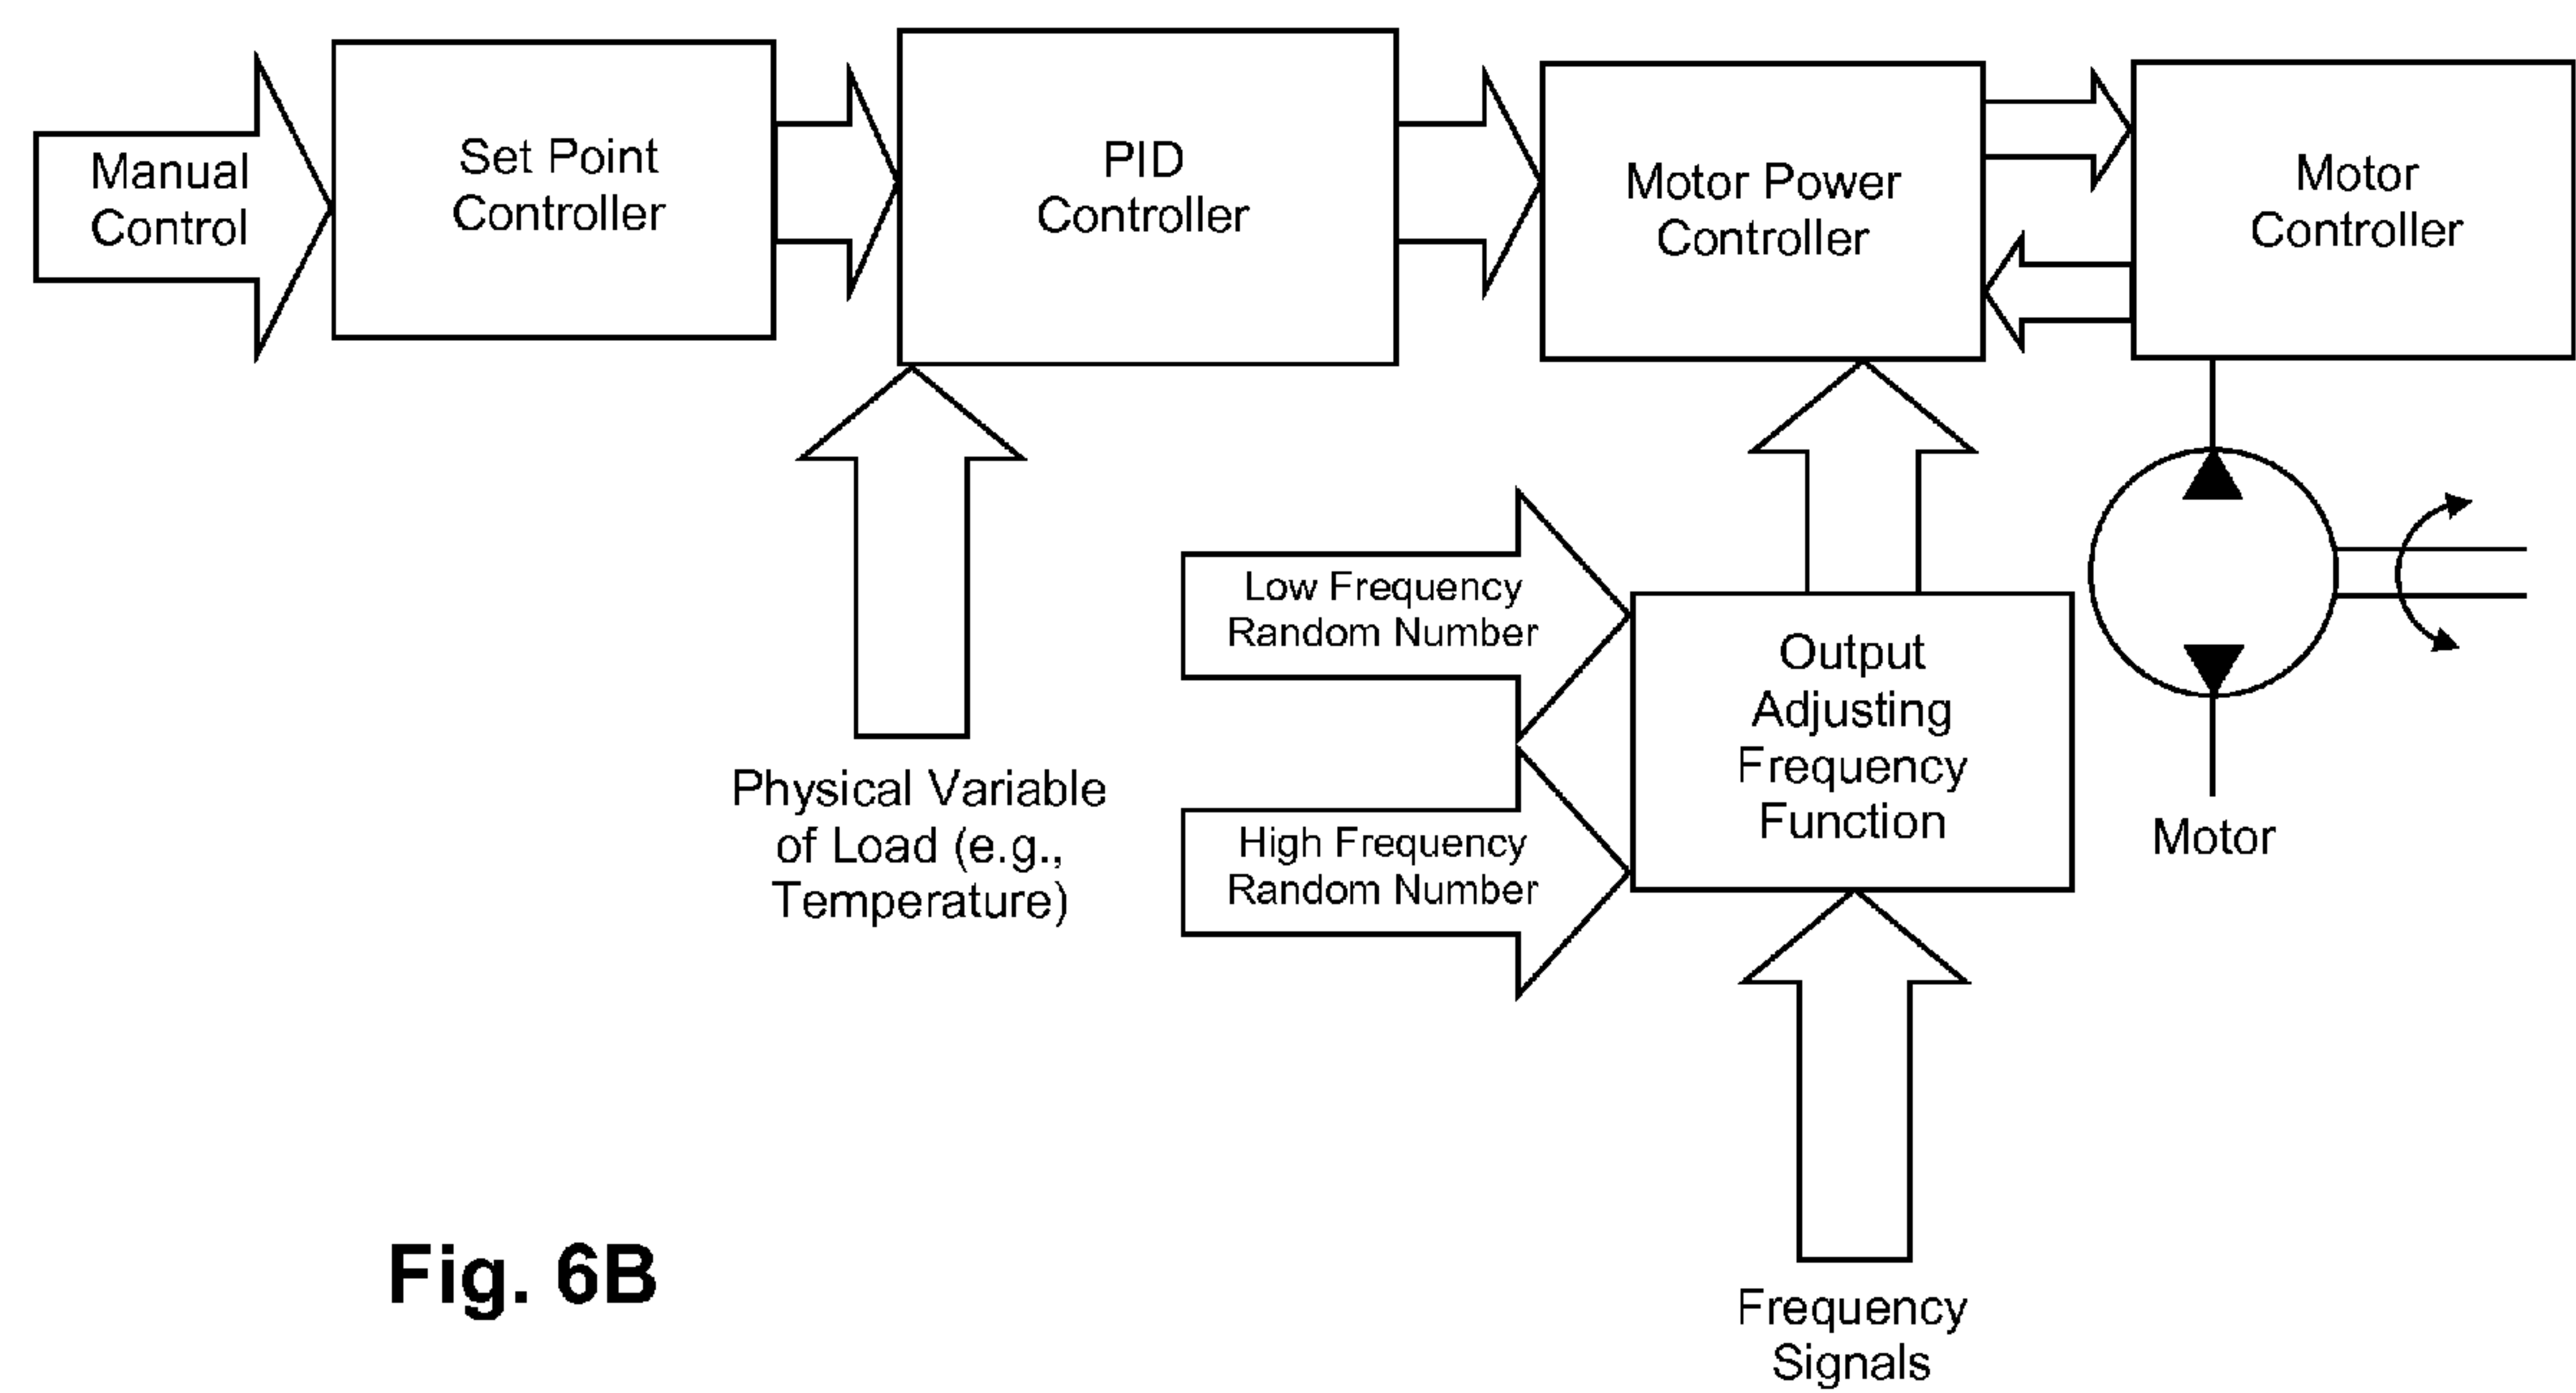 Manual
Control
Set Point
Controller
PID
Controller
Motor Power
Controller
Motor
Controller
Physical Variable
of Load (e.g.,
Temperature)
Low Frequency
Random Number
High Frequency
Random Number
Output
Adjusting
Frequency
Function
Motor
Frequency
Signals
Fig. 6B